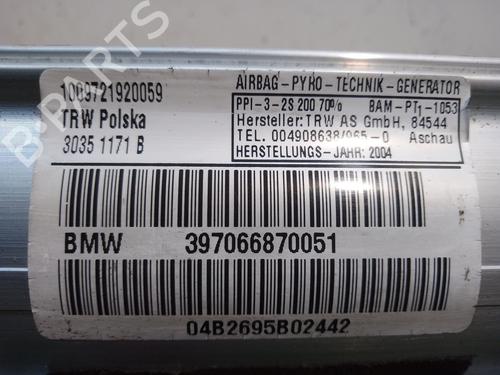 1009721920059
TRW Polska
3035 1171 B
AIRBAG-PYRO-TECHNIK-GENERATOR
PPI-3-2S 200 70% BAM-PT1-1053
Hersteller:TRW AS GmbH, 84544
TEL. 004908638/965-0 Aschau
HERSTELLUNGS-JAHR: 2004
BMW 397066870051
04B2695B02442
B-PARTS